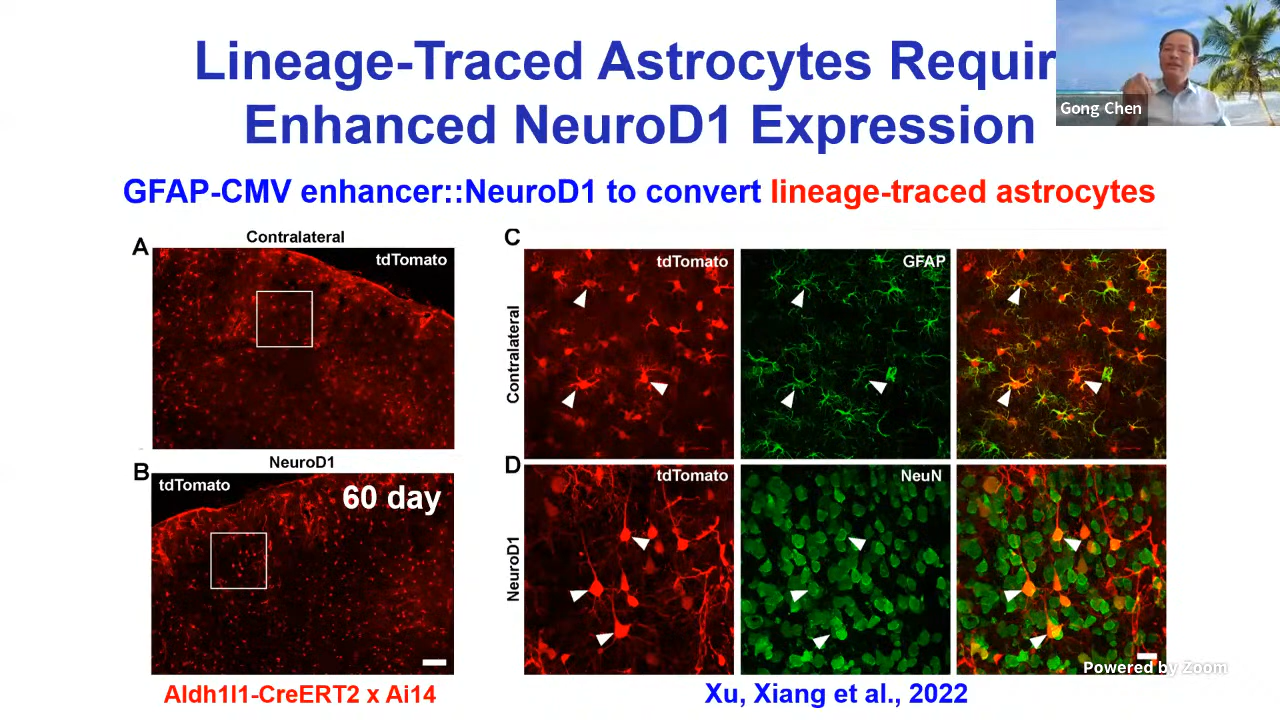 Lineage-Traced Astrocytes Requir
Enhanced NeuroD1 Expression
Gong Chen
GFAP-CMV enhancer::NeuroD1 to convert lineage-traced astrocytes
A
Contralateral
tdTomato
B
NeuroD1
tdTomato
60 day
Aldh1l1-CreERT2 x Ai14
C
Contralateral
tdTomato
GFAP
D
NeuroD1
tdTomato
NeuN
Powered by Zoom
Xu, Xiang et al., 2022